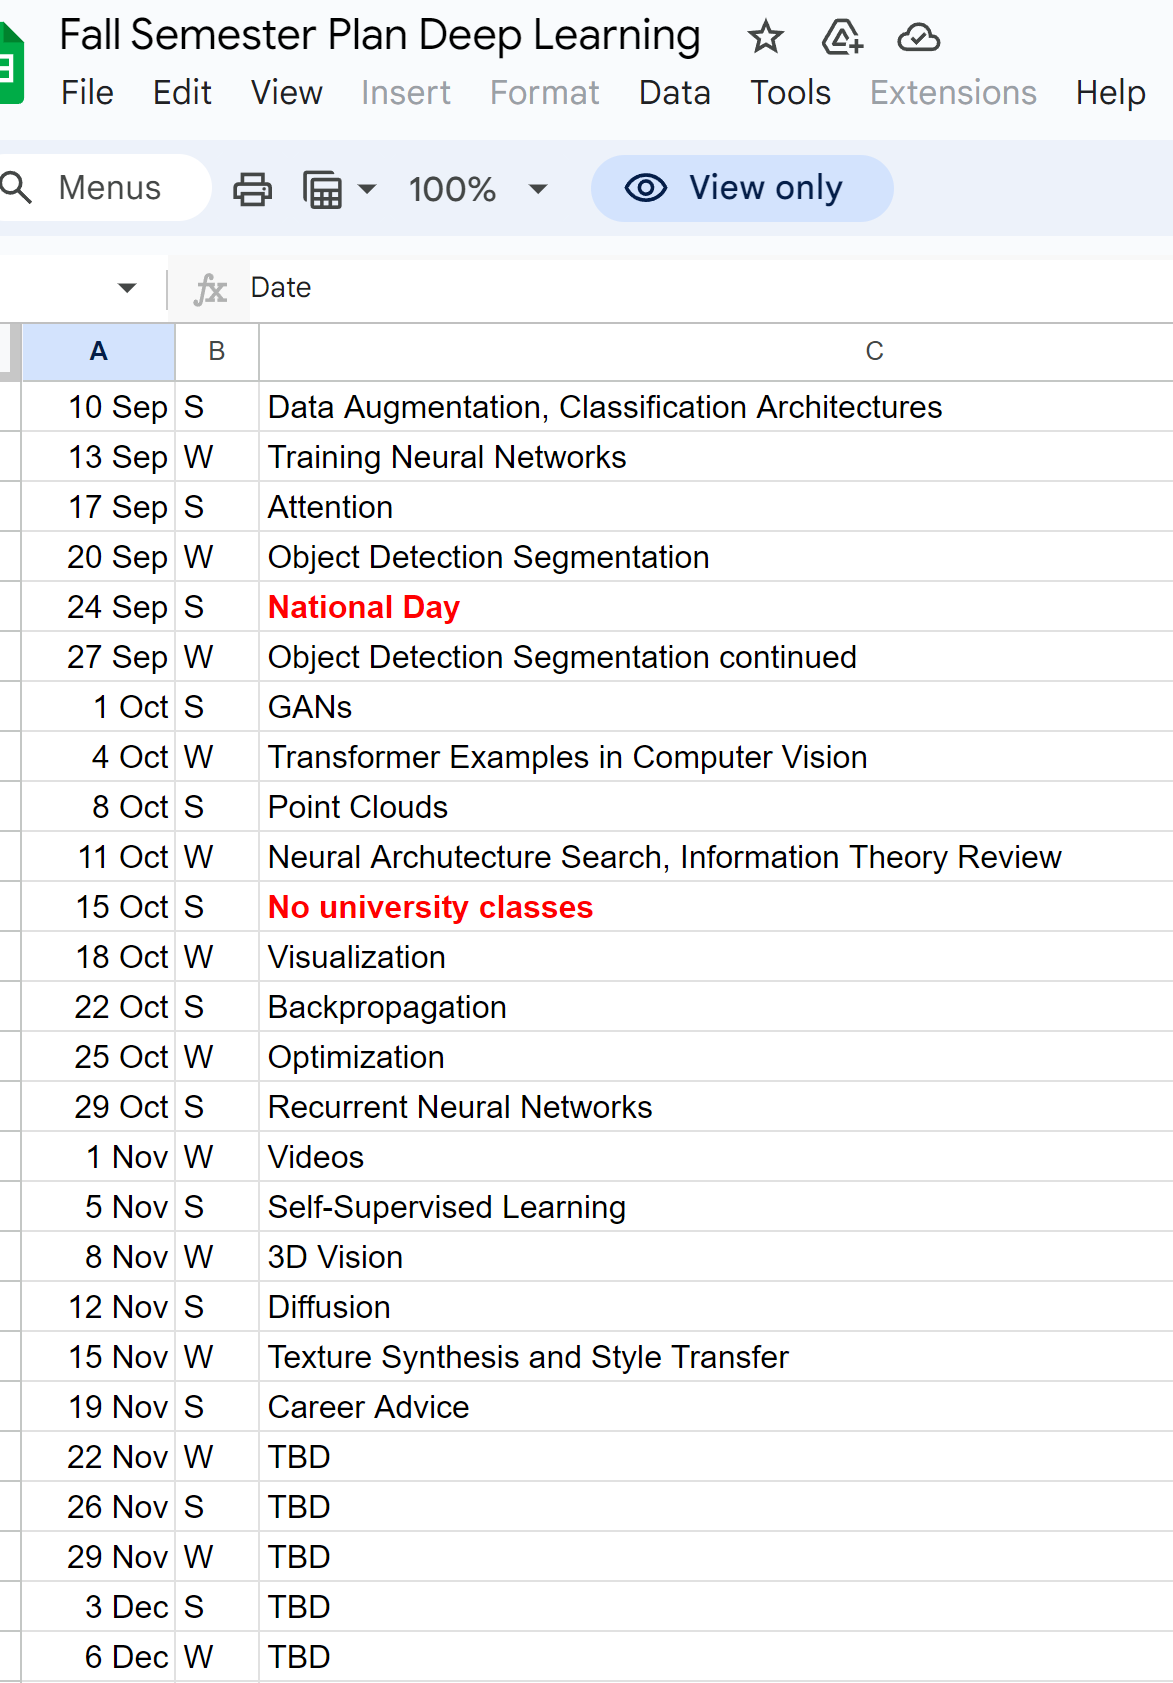 Fall Semester Plan Deep Learning
File Edit View Insert Format Data Tools Extensions Help
Menus 100% View only
fx Date
A B C
10 Sep S Data Augmentation, Classification Architectures
13 Sep W Training Neural Networks
17 Sep S Attention
20 Sep W Object Detection Segmentation
24 Sep S National Day
27 Sep W Object Detection Segmentation continued
1 Oct S GANs
4 Oct W Transformer Examples in Computer Vision
8 Oct S Point Clouds
11 Oct W Neural Archutecture Search, Information Theory Review
15 Oct S No university classes
18 Oct W Visualization
22 Oct S Backpropagation
25 Oct W Optimization
29 Oct S Recurrent Neural Networks
1 Nov W Videos
5 Nov S Self-Supervised Learning
8 Nov W 3D Vision
12 Nov S Diffusion
15 Nov W Texture Synthesis and Style Transfer
19 Nov S Career Advice
22 Nov W TBD
26 Nov S TBD
29 Nov W TBD
3 Dec S TBD
6 Dec W TBD